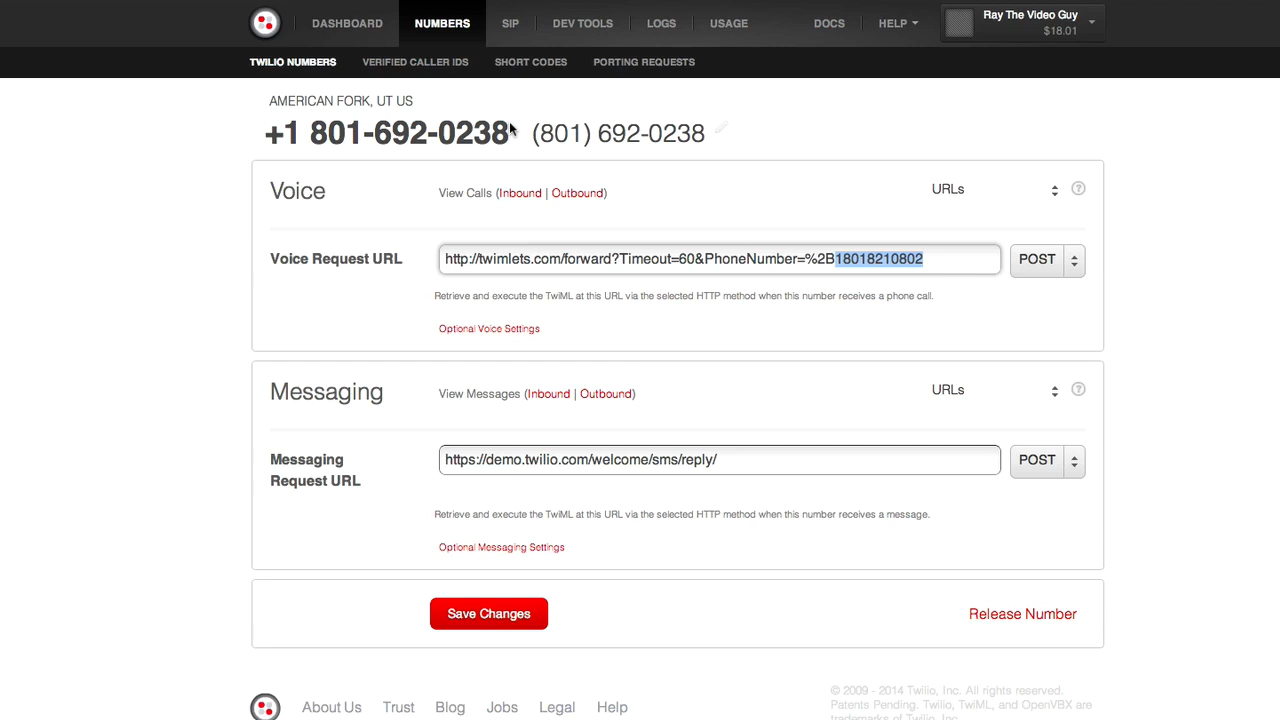 DASHBOARD NUMBERS SIP DEV TOOLS LOGS USAGE DOCS HELP Ray The Video Guy
$18.01
TWILIO NUMBERS VERIFIED CALLER IDS SHORT CODES PORTING REQUESTS
AMERICAN FORK, UT US
+1 801-692-0238 (801) 692-0238
Voice View Calls (Inbound | Outbound) URLs ?
Voice Request URL http://twimlets.com/forward?Timeout=60&PhoneNumber=%2B18018210802 POST
Retrieve and execute the TwiML at this URL via the selected HTTP method when this number receives a phone call.
Optional Voice Settings
Messaging View Messages (Inbound | Outbound) URLs ?
Messaging https://demo.twilio.com/welcome/sms/reply/ POST
Request URL
Retrieve and execute the TwiML at this URL via the selected HTTP method when this number receives a message.
Optional Messaging Settings
Save Changes Release Number
About Us Trust Blog Jobs Legal Help
© 2009 - 2014 Twilio, Inc. All rights reserved.
Patents Pending. Twilio, TwiML, and OpenVBX are
trademarks of Twilio, Inc.